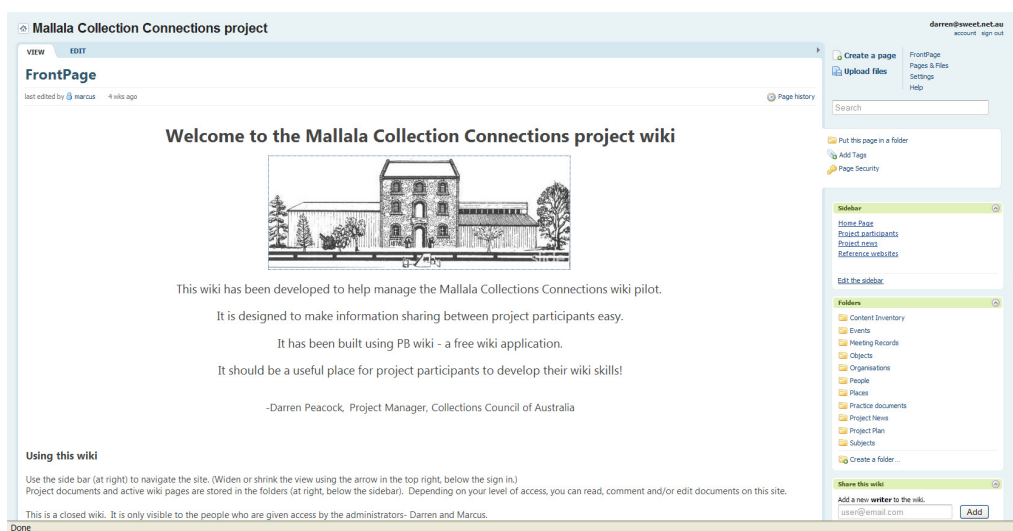 Mallala Collection Connections project
darren@sweet.net.au
account sign out
VIEW EDIT
FrontPage
last edited by marcus 4 wks ago
Page history
Welcome to the Mallala Collection Connections project wiki
This wiki has been developed to help manage the Mallala Collections Connections wiki pilot.
It is designed to make information sharing between project participants easy.
It has been built using PB wiki - a free wiki application.
It should be a useful place for project participants to develop their wiki skills!
-Darren Peacock, Project Manager, Collections Council of Australia
Using this wiki
Use the side bar (at right) to navigate the site. (Widen or shrink the view using the arrow in the top right, below the sign in.)
Project documents and active wiki pages are stored in the folders (at right, below the sidebar). Depending on your level of access, you can read, comment and/or edit documents on this site.
This is a closed wiki. It is only visible to the people who are given access by the administrators- Darren and Marcus.
Create a page
Upload files
FrontPage
Pages & Files
Settings
Help
Search
Put this page in a folder
Add Tags
Page Security
Sidebar
Home Page
Project participants
Project news
Reference websites
Edit the sidebar
Folders
Content Inventory
Events
Meeting Records
Objects
Organisations
People
Places
Practice documents
Project News
Project Plan
Subjects
Create a folder...
Share this wiki
Add a new writer to the wiki.
user@email.com Add
Done